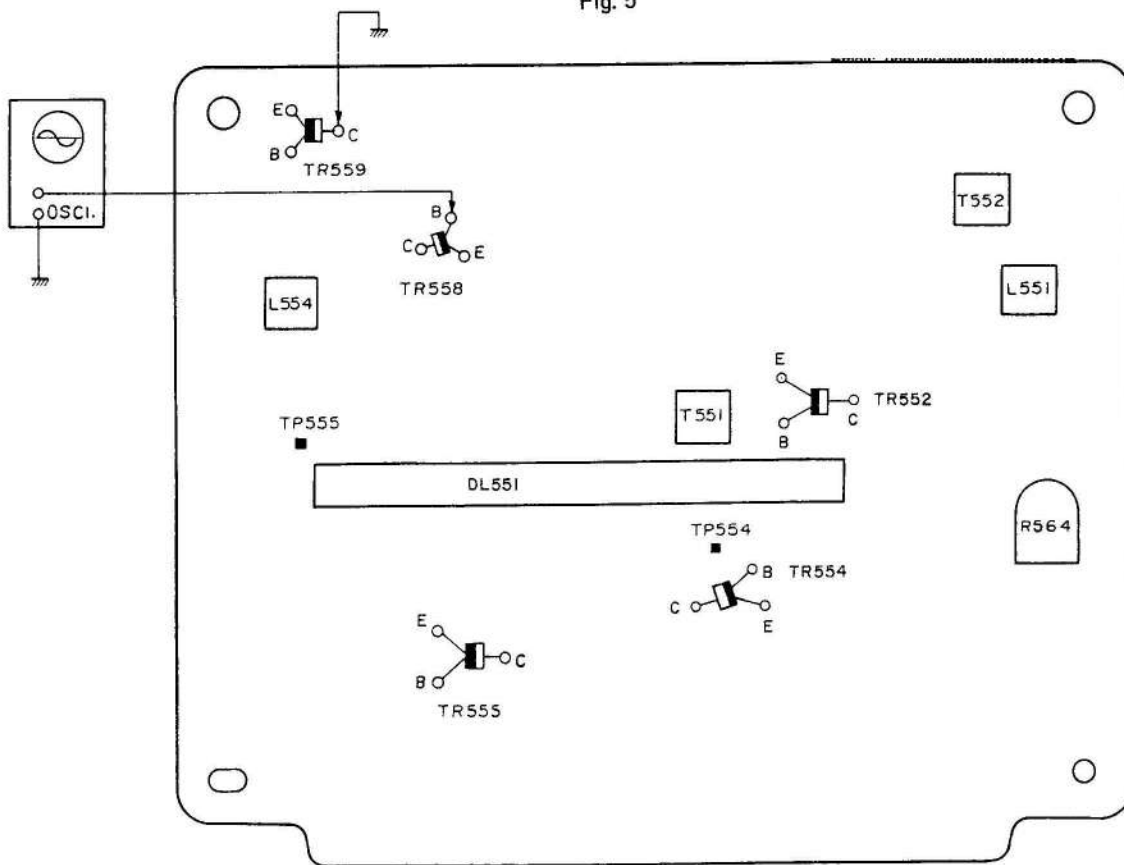 Fig. 5
E
C
B
TR559
OSCI.
B
C
E
TR558
T552
L554
L551
E
TR552
C
B
T551
TP555
DL551
R564
TP554
B
TR554
C
E
E
C
B
TR555